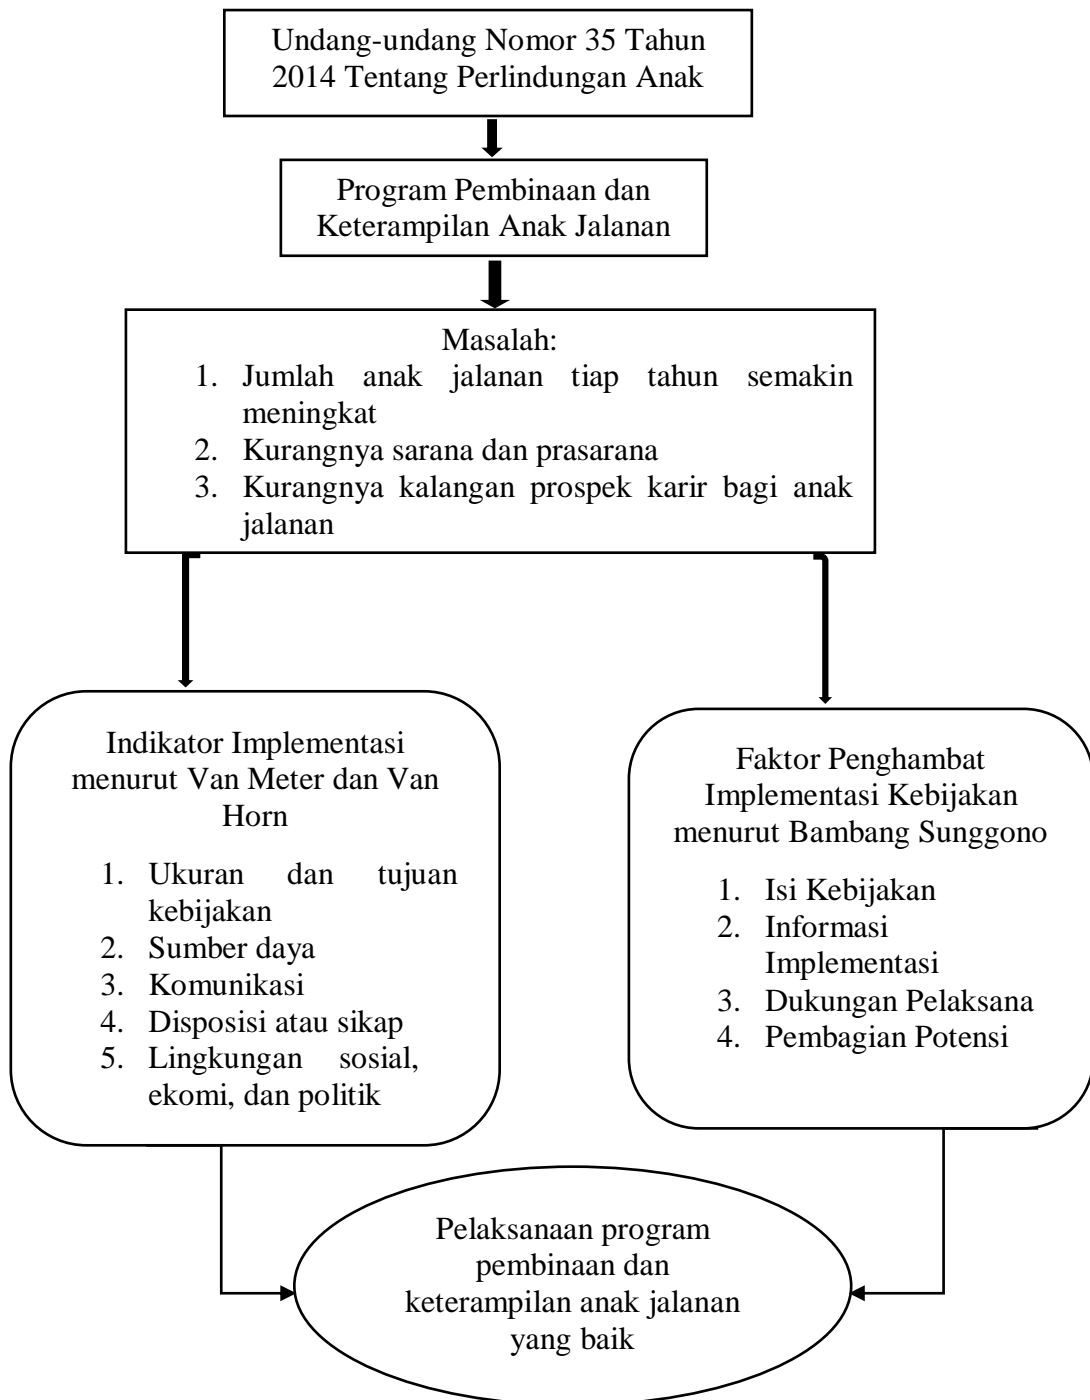 Undang-undang Nomor 35 Tahun
2014 Tentang Perlindungan Anak
Program Pembinaan dan
Keterampilan Anak Jalanan
Masalah:
1. Jumlah anak jalanan tiap tahun semakin
meningkat
2. Kurangnya sarana dan prasarana
3. Kurangnya kalangan prospek karir bagi anak
jalanan
Indikator Implementasi
menurut Van Meter dan Van
Horn
1. Ukuran dan tujuan
kebijakan
2. Sumber daya
3. Komunikasi
4. Disposisi atau sikap
5. Lingkungan sosial,
ekomi, dan politik
Faktor Penghambat
Implementasi Kebijakan
menurut Bambang Sunggono
1. Isi Kebijakan
2. Informasi
Implementasi
3. Dukungan Pelaksana
4. Pembagian Potensi
Pelaksanaan program
pembinaan dan
keterampilan anak jalanan
yang baik